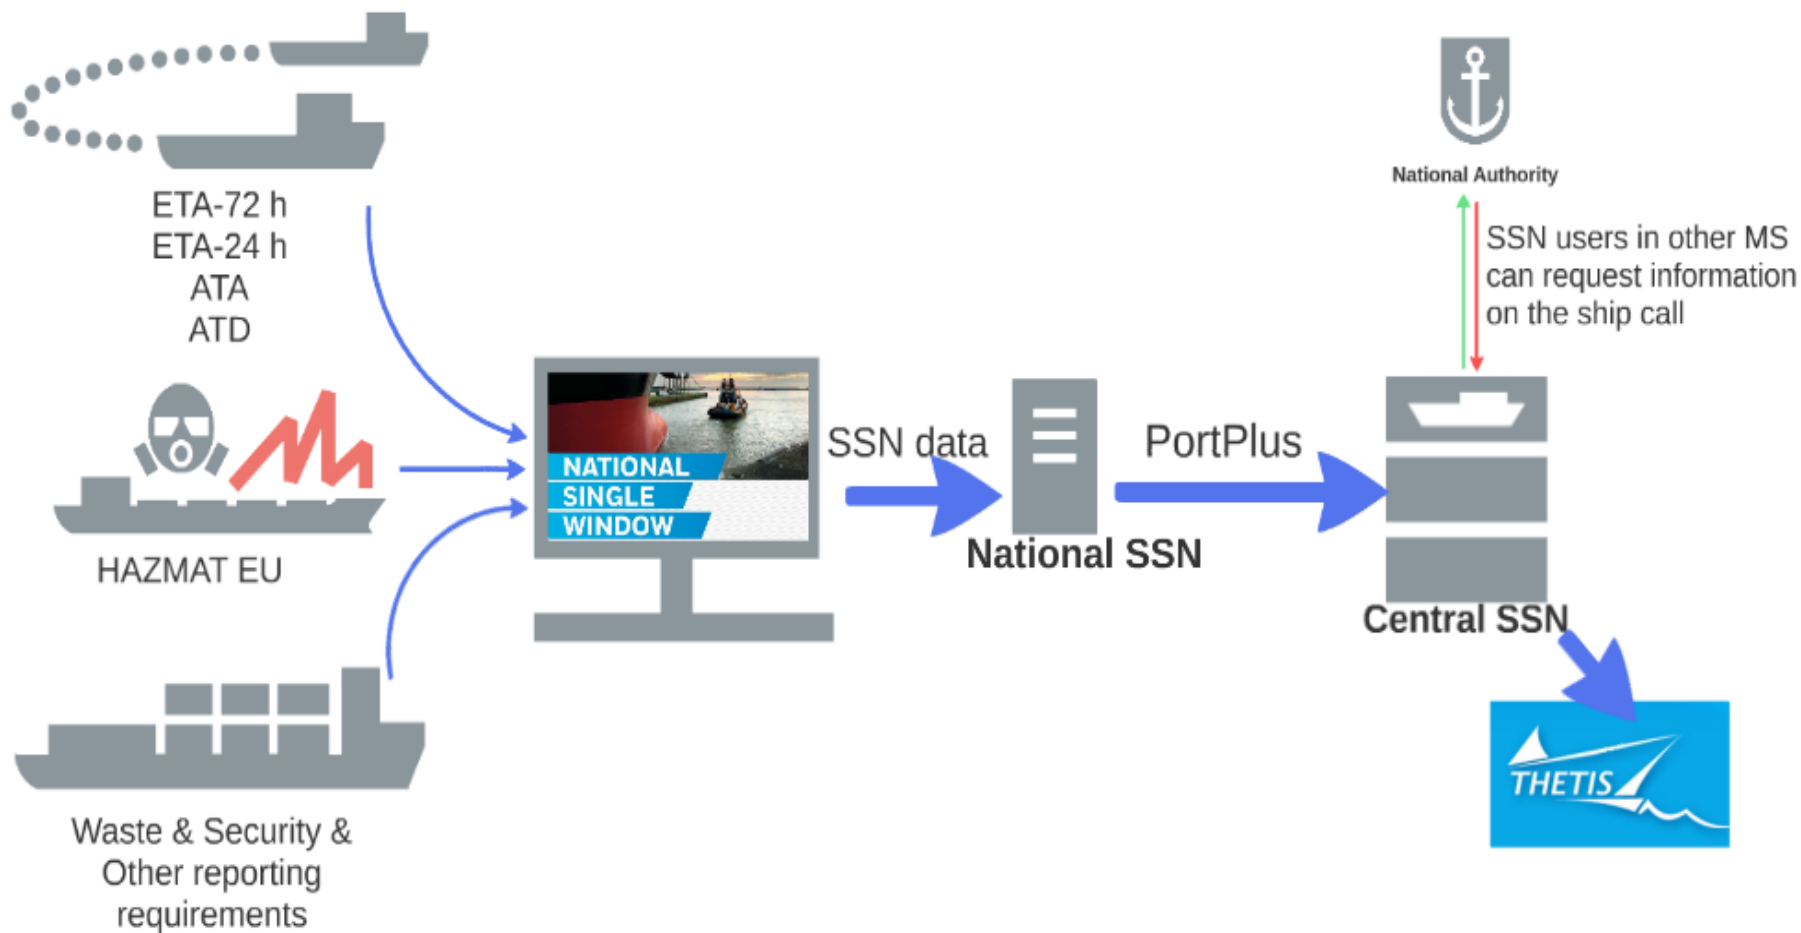 ETA-72 h
ETA-24 h
ATA
ATD
HAZMAT EU
Waste & Security &
Other reporting
requirements
NATIONAL
SINGLE
WINDOW
SSN data
National SSN
PortPlus
National Authority
SSN users in other MS
can request information
on the ship call
Central SSN
THETIS